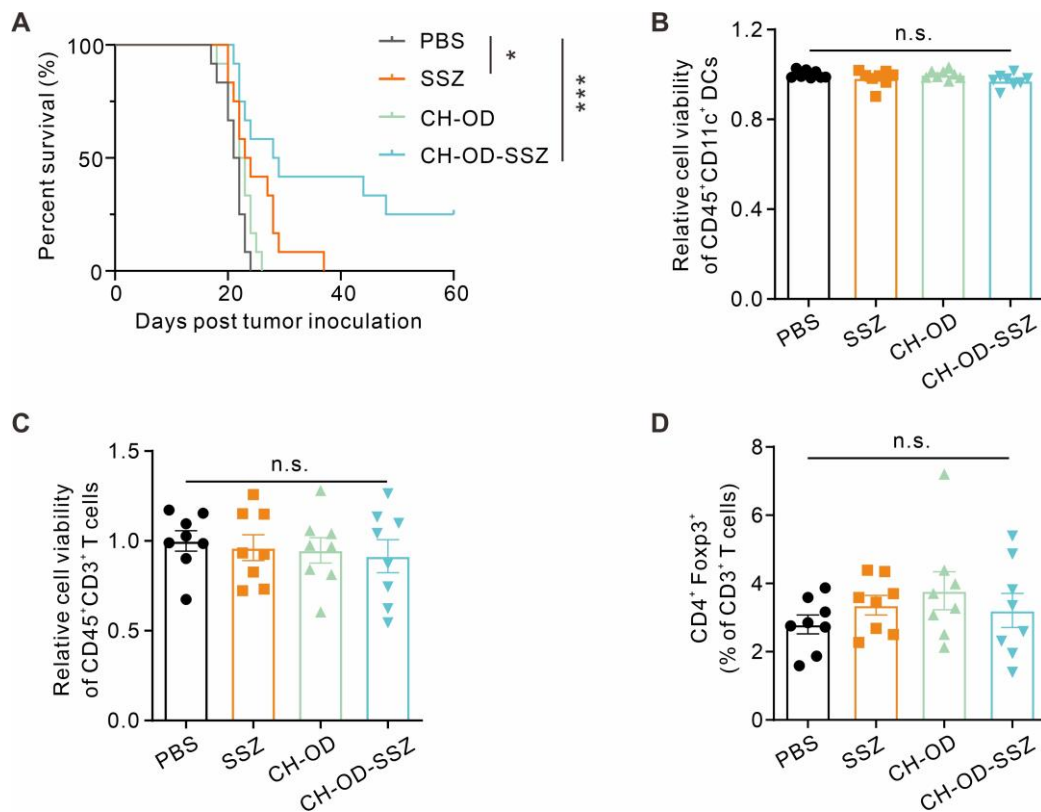 A
Percent survival (%)
100
50
0
0 20 40 60
Days post tumor inoculation
PBS
SSZ
CH-OD
CH-OD-SSZ
*
***
B
Relative cell viability
of CD45⁺CD11c⁺ DCs
1.2
0.8
0.4
0.0
n.s.
PBS
SSZ
CH-OD
CH-OD-SSZ
C
Relative cell viability
of CD45⁺CD3⁺ T cells
1.5
1.0
0.5
0.0
n.s.
PBS
SSZ
CH-OD
CH-OD-SSZ
D
CD4⁺ Foxp3⁺
(% of CD3⁺ T cells)
8
6
4
2
0
n.s.
PBS
SSZ
CH-OD
CH-OD-SSZ